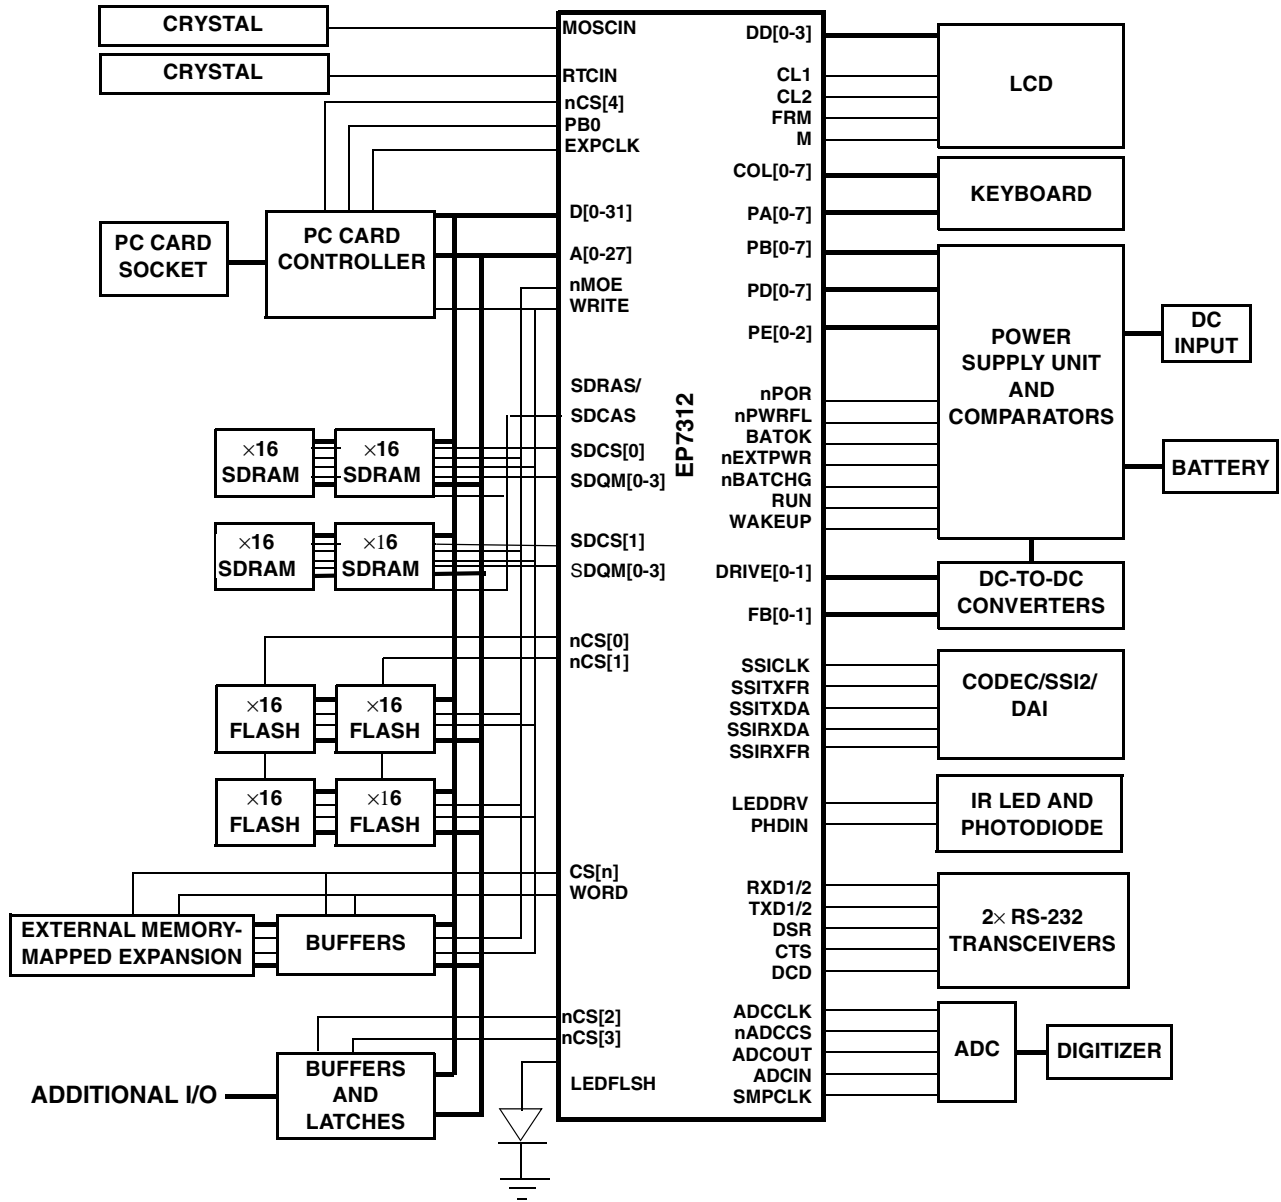 CRYSTAL
CRYSTAL
PC CARD
SOCKET
PC CARD
CONTROLLER
×16
SDRAM
×16
SDRAM
×16
SDRAM
×16
SDRAM
×16
FLASH
×16
FLASH
×16
FLASH
×16
FLASH
EXTERNAL MEMORY-
MAPPED EXPANSION
BUFFERS
ADDITIONAL I/O
BUFFERS
AND
LATCHES
MOSCIN
RTCIN
nCS[4]
PB0
EXPCLK
D[0-31]
A[0-27]
nMOE
WRITE
SDRAS/
SDCAS
SDCS[0]
SDQM[0-3]
SDCS[1]
SDQM[0-3]
nCS[0]
nCS[1]
CS[n]
WORD
nCS[2]
nCS[3]
LEDFLSH
EP7312
DD[0-3]
CL1
CL2
FRM
M
COL[0-7]
PA[0-7]
PB[0-7]
PD[0-7]
PE[0-2]
nPOR
nPWRFL
BATOK
nEXTPWR
nBATCHG
RUN
WAKEUP
DRIVE[0-1]
FB[0-1]
SSICLK
SSITXFR
SSITXDA
SSIRXDA
SSIRXFR
LEDDRV
PHDIN
RXD1/2
TXD1/2
DSR
CTS
DCD
ADCCLK
nADCCS
ADCOUT
ADCIN
SMPCLK
LCD
KEYBOARD
POWER
SUPPLY UNIT
AND
COMPARATORS
DC
INPUT
BATTERY
DC-TO-DC
CONVERTERS
CODEC/SSI2/
DAI
IR LED AND
PHOTODIODE
2× RS-232
TRANSCEIVERS
ADC
DIGITIZER